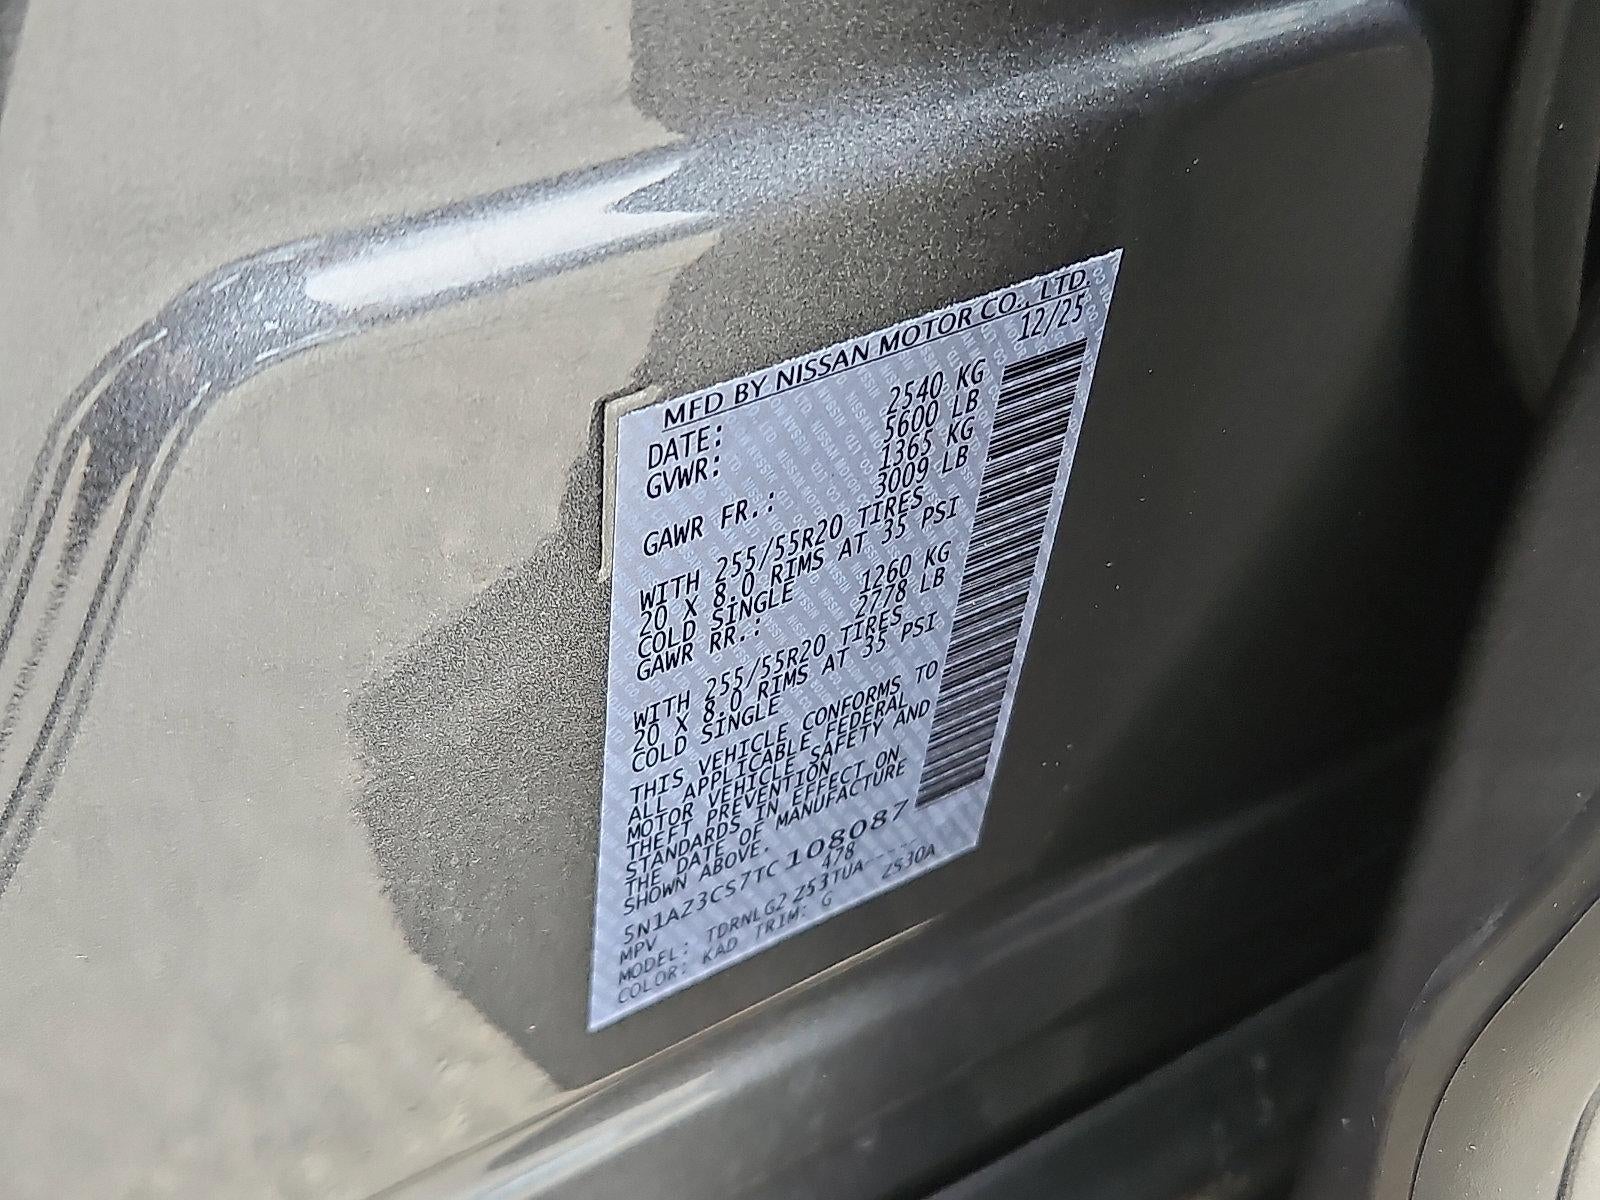 MFD BY NISSAN MOTOR CO., LTD.
DATE: 12/25
GVWR: 2540 KG
5600 LB
GAWR FR.: 1365 KG
3009 LB
WITH 255/55R20 TIRES
20 X 8.0 RIMS AT 35 PSI
COLD SINGLE
GAWR RR.: 1260 KG
2778 LB
WITH 255/55R20 TIRES
20 X 8.0 RIMS AT 35 PSI
COLD SINGLE
THIS VEHICLE CONFORMS TO
ALL APPLICABLE FEDERAL
MOTOR VEHICLE SAFETY AND
THEFT PREVENTION
STANDARDS IN EFFECT ON
THE DATE OF MANUFACTURE
SHOWN ABOVE.
5N1AZ3CS7TC108087
MPV 478
MODEL: TDRNLG2 Z53TUA-----
COLOR: KAD TRIM: G ZS30A